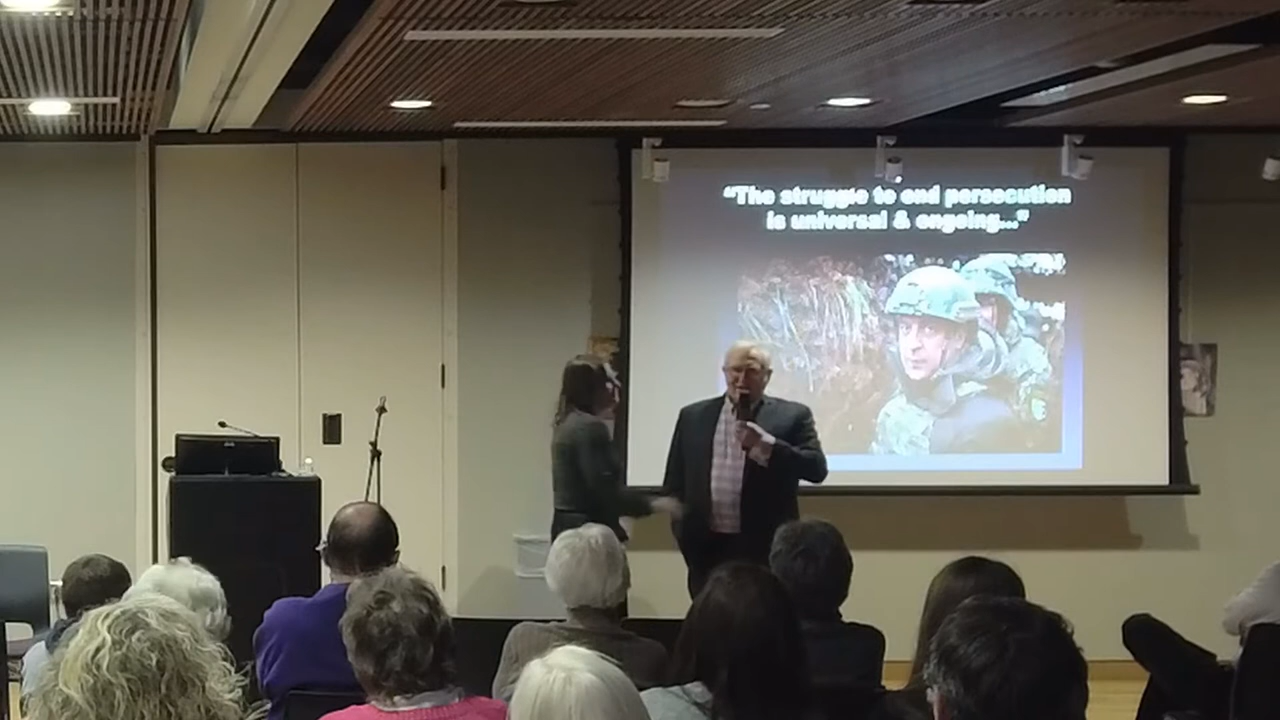 “The struggle to end persecution
is universal & ongoing...”